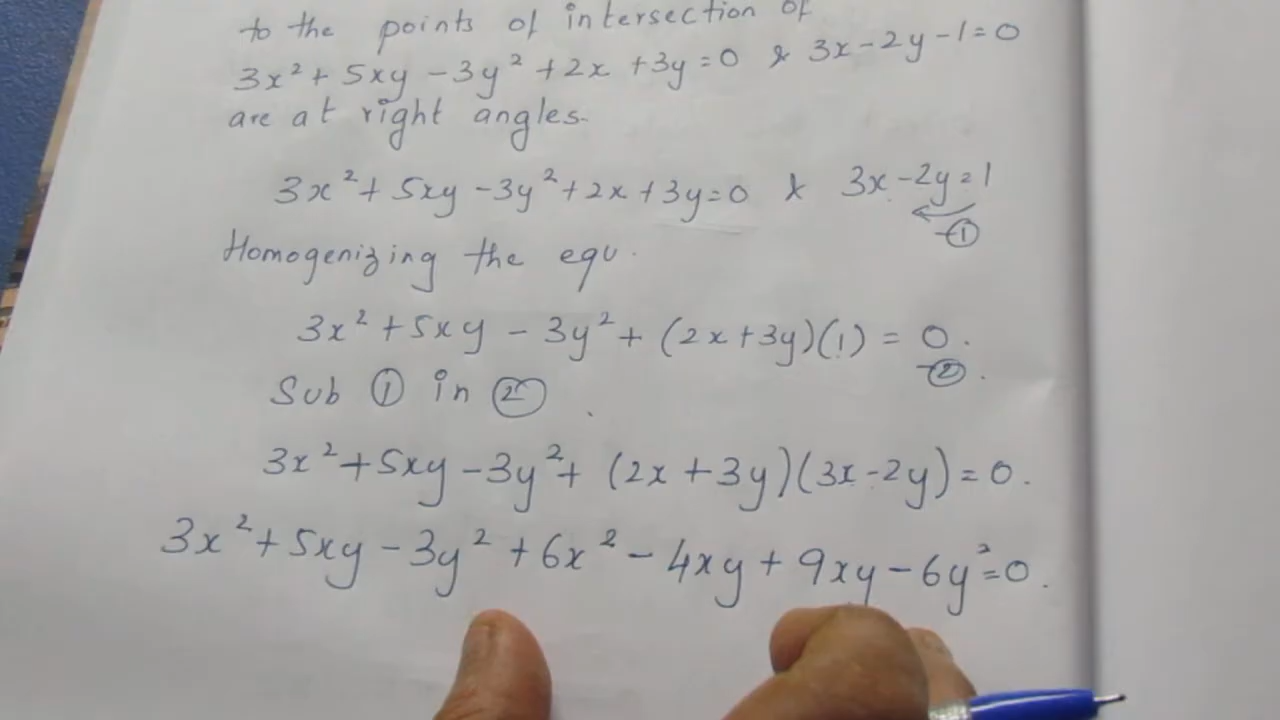 to the points of intersection of
3x² + 5xy - 3y² + 2x + 3y = 0 & 3x - 2y - 1 = 0
are at right angles.
3x² + 5xy - 3y² + 2x + 3y = 0 & 3x - 2y = 1
-①
Homogenizing the equ.
3x² + 5xy - 3y² + (2x + 3y)(1) = 0.
-②.
Sub ① in ②.
3x² + 5xy - 3y² + (2x + 3y)(3x - 2y) = 0.
3x² + 5xy - 3y² + 6x² - 4xy + 9xy - 6y² = 0.